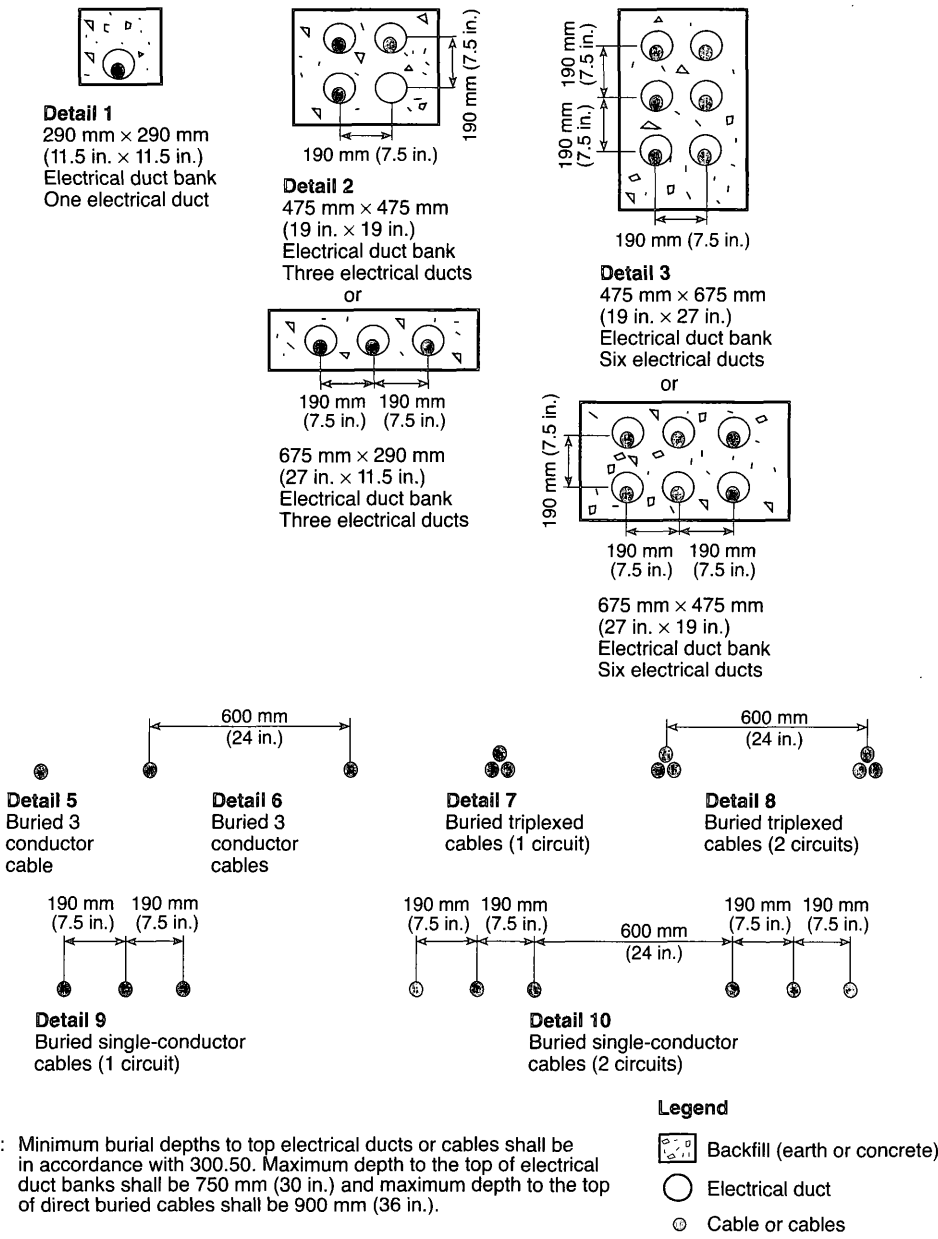 Detail 1
290 mm × 290 mm
(11.5 in. × 11.5 in.)
Electrical duct bank
One electrical duct
190 mm (7.5 in.)
190 mm (7.5 in.)
Detail 2
475 mm × 475 mm
(19 in. × 19 in.)
Electrical duct bank
Three electrical ducts
or
190 mm
(7.5 in.)
190 mm
(7.5 in.)
675 mm × 290 mm
(27 in. × 11.5 in.)
Electrical duct bank
Three electrical ducts
190 mm
(7.5 in.)
190 mm
(7.5 in.)
190 mm (7.5 in.)
Detail 3
475 mm × 675 mm
(19 in. × 27 in.)
Electrical duct bank
Six electrical ducts
or
190 mm (7.5 in.)
190 mm
(7.5 in.)
190 mm
(7.5 in.)
675 mm × 475 mm
(27 in. × 19 in.)
Electrical duct bank
Six electrical ducts
600 mm
(24 in.)
600 mm
(24 in.)
Detail 5
Buried 3
conductor
cable
Detail 6
Buried 3
conductor
cables
Detail 7
Buried triplexed
cables (1 circuit)
Detail 8
Buried triplexed
cables (2 circuits)
190 mm
(7.5 in.)
190 mm
(7.5 in.)
Detail 9
Buried single-conductor
cables (1 circuit)
190 mm
(7.5 in.)
190 mm
(7.5 in.)
600 mm
(24 in.)
190 mm
(7.5 in.)
190 mm
(7.5 in.)
Detail 10
Buried single-conductor
cables (2 circuits)
: Minimum burial depths to top electrical ducts or cables shall be
in accordance with 300.50. Maximum depth to the top of electrical
duct banks shall be 750 mm (30 in.) and maximum depth to the top
of direct buried cables shall be 900 mm (36 in.).
Legend
Backfill (earth or concrete)
Electrical duct
Cable or cables